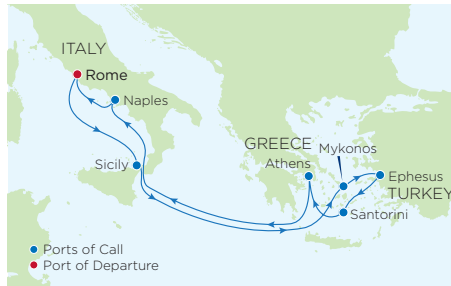 ITALY
Rome
Naples
Sicily
GREECE
Mykonos
Athens
Ephesus
TURKEY
Santorini
Ports of Call
Port of Departure